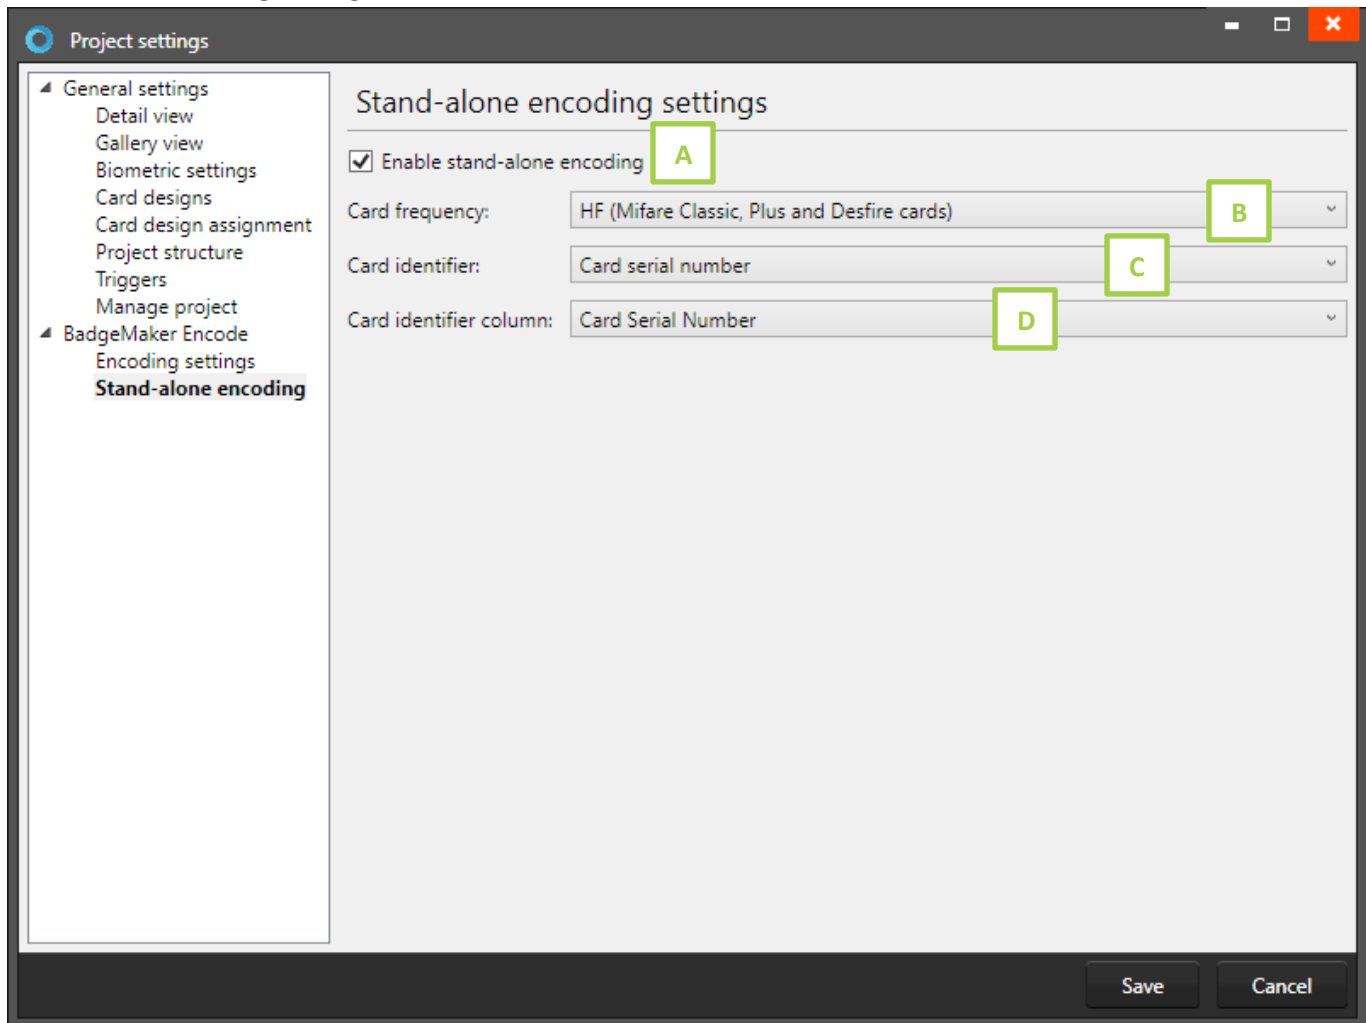 Project settings
General settings
Detail view
Gallery view
Biometric settings
Card designs
Card design assignment
Project structure
Triggers
Manage project
BadgeMaker Encode
Encoding settings
Stand-alone encoding
Stand-alone encoding settings
Enable stand-alone encoding A
Card frequency: HF (Mifare Classic, Plus and Desfire cards) B
Card identifier: Card serial number C
Card identifier column: Card Serial Number D
Save Cancel